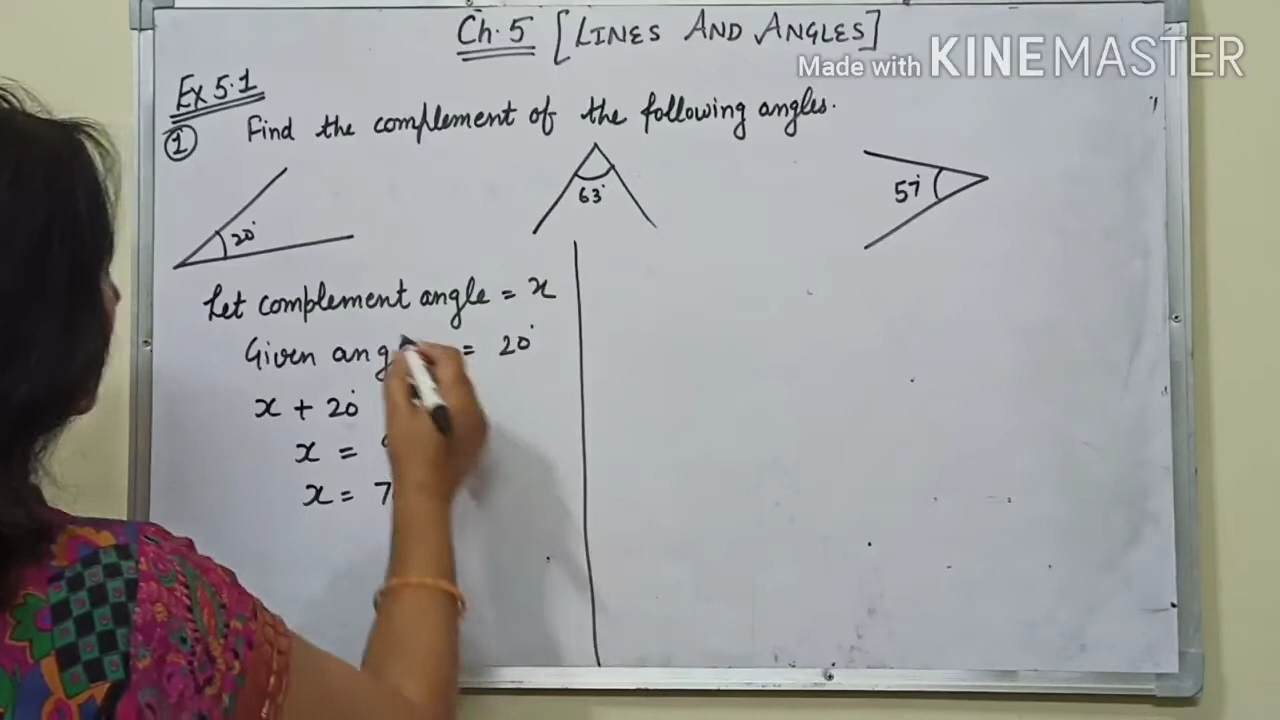 Ch. 5 [LINES AND ANGLES]
Made with KINEMASTER
Ex 5.1
① Find the complement of the following angles.
20°
63°
57°
Let complement angle = x
Given = 20°
x + 20°
x =
x = 7